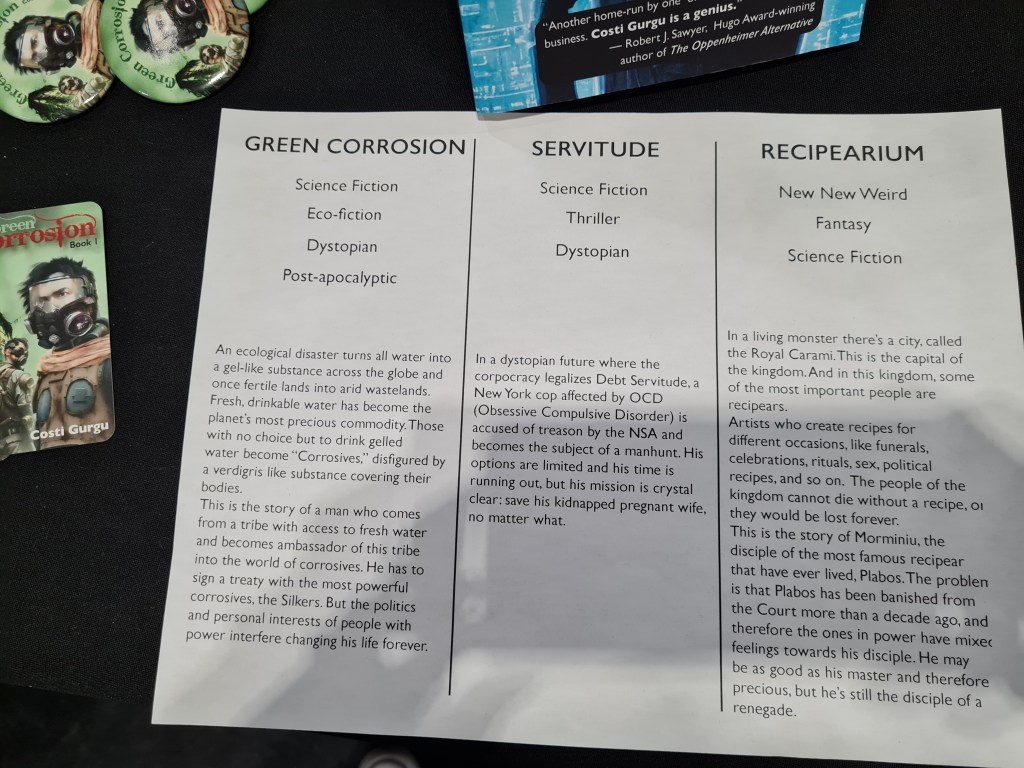 Green Corrosion
"Another home-run by one
business. Costi Gurgu is a genius."
— Robert J. Sawyer, Hugo Award-winning
author of The Oppenheimer Alternative
Green
Corrosion
Book 1
Costi Gurgu
GREEN CORROSION
Science Fiction
Eco-fiction
Dystopian
Post-apocalyptic
An ecological disaster turns all water into
a gel-like substance across the globe and
once fertile lands into arid wastelands.
Fresh, drinkable water has become the
planet's most precious commodity. Those
with no choice but to drink gelled
water become "Corrosives," disfigured by
a verdigris like substance covering their
bodies.
This is the story of a man who comes
from a tribe with access to fresh water
and becomes ambassador of this tribe
into the world of corrosives. He has to
sign a treaty with the most powerful
corrosives, the Silkers. But the politics
and personal interests of people with
power interfere changing his life forever.
SERVITUDE
Science Fiction
Thriller
Dystopian
In a dystopian future where the
corpocracy legalizes Debt Servitude, a
New York cop affected by OCD
(Obsessive Compulsive Disorder) is
accused of treason by the NSA and
becomes the subject of a manhunt. His
options are limited and his time is
running out, but his mission is crystal
clear: save his kidnapped pregnant wife,
no matter what.
RECIPEARIUM
New New Weird
Fantasy
Science Fiction
In a living monster there's a city, called
the Royal Carami. This is the capital of
the kingdom. And in this kingdom, some
of the most important people are
recipears.
Artists who create recipes for
different occasions, like funerals,
celebrations, rituals, sex, political
recipes, and so on. The people of the
kingdom cannot die without a recipe, or
they would be lost forever.
This is the story of Morminiu, the
disciple of the most famous recipear
that have ever lived, Plabos. The problem
is that Plabos has been banished from
the Court more than a decade ago, and
therefore the ones in power have mixed
feelings towards his disciple. He may
be as good as his master and therefore
precious, but he's still the disciple of a
renegade.